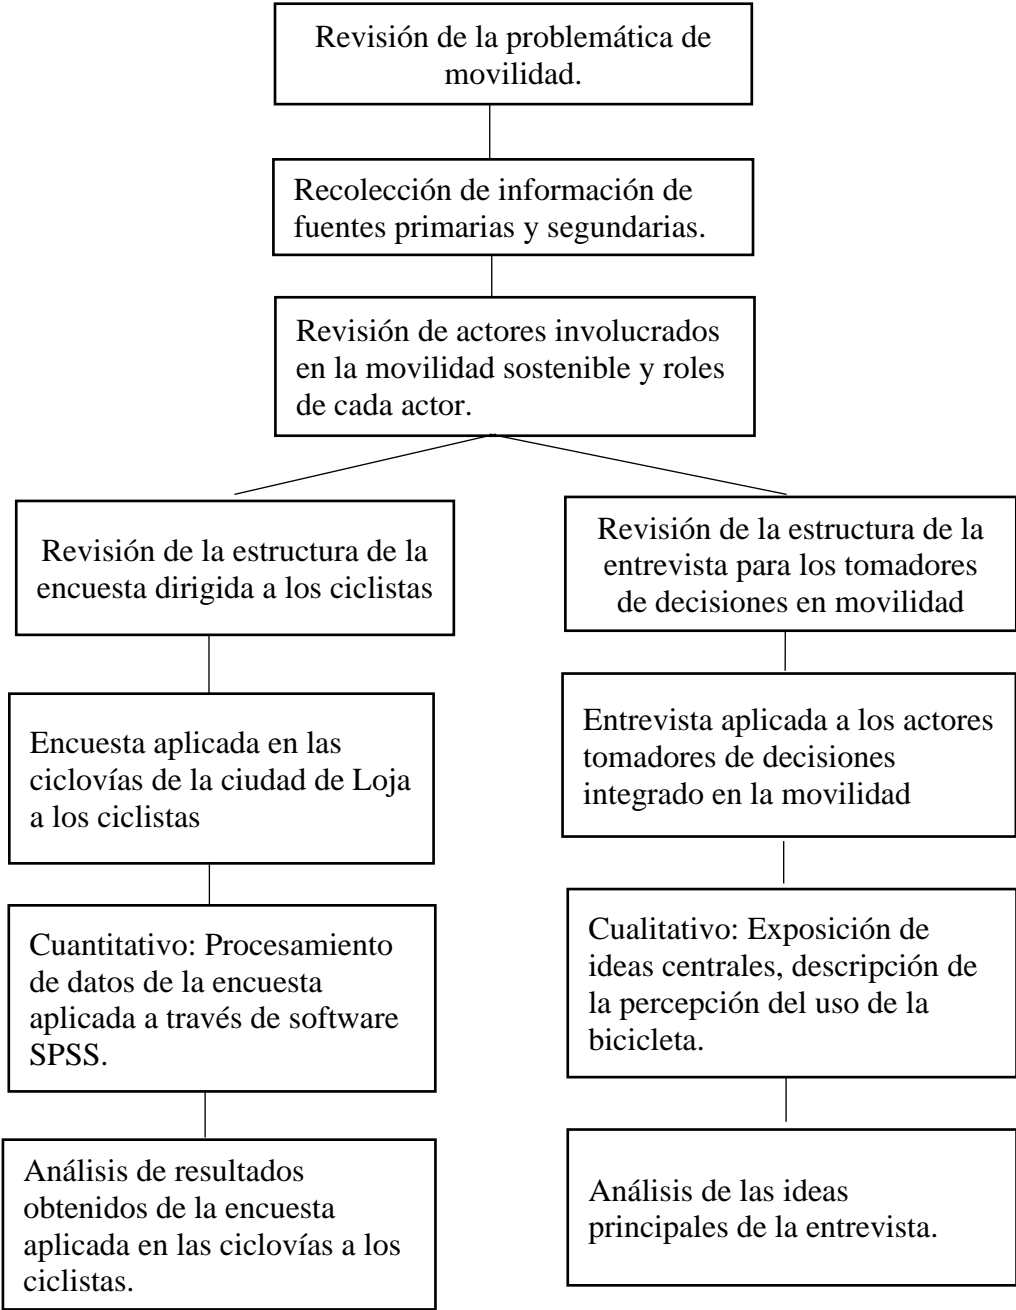 Revisión de la problemática de
movilidad.
Recolección de información de
fuentes primarias y segundarias.
Revisión de actores involucrados
en la movilidad sostenible y roles
de cada actor.
Revisión de la estructura de la
encuesta dirigida a los ciclistas
Encuesta aplicada en las
ciclovías de la ciudad de Loja
a los ciclistas
Cuantitativo: Procesamiento
de datos de la encuesta
aplicada a través de software
SPSS.
Análisis de resultados
obtenidos de la encuesta
aplicada en las ciclovías a los
ciclistas.
Revisión de la estructura de la
entrevista para los tomadores
de decisiones en movilidad
Entrevista aplicada a los actores
tomadores de decisiones
integrado en la movilidad
Cualitativo: Exposición de
ideas centrales, descripción de
la percepción del uso de la
bicicleta.
Análisis de las ideas
principales de la entrevista.